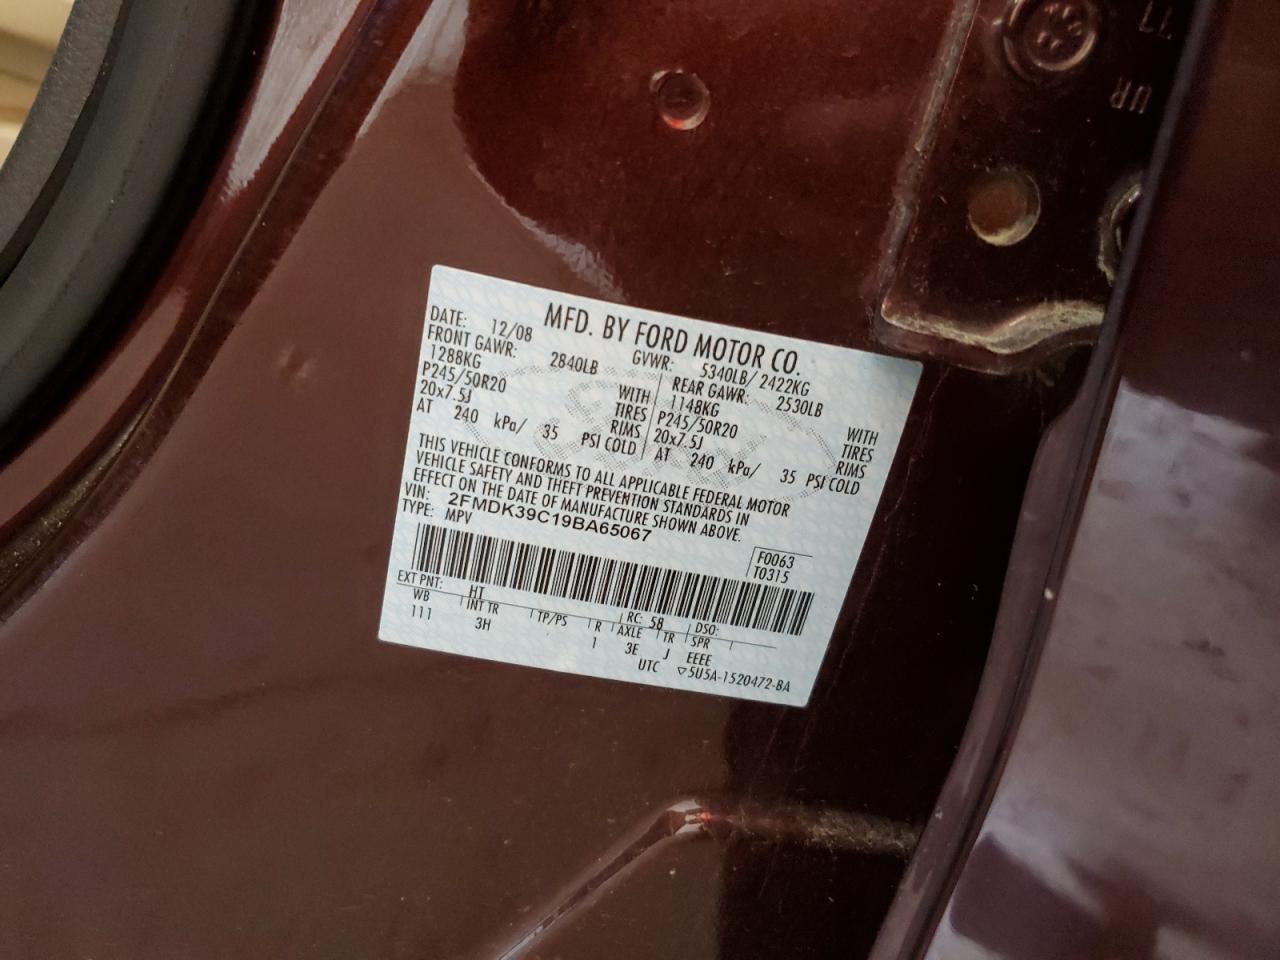 MFD. BY FORD MOTOR CO.
DATE: 12/08 GVWR: 5340LB/ 2422KG
FRONT GAWR: 2840LB REAR GAWR: 2530LB
1288KG WITH 1148KG WITH
P245/50R20 TIRES P245/50R20 TIRES
20x7.5J RIMS 20x7.5J RIMS
AT 240 kPa/ 35 PSI COLD AT 240 kPa/ 35 PSI COLD
THIS VEHICLE CONFORMS TO ALL APPLICABLE FEDERAL MOTOR
VEHICLE SAFETY AND THEFT PREVENTION STANDARDS IN
EFFECT ON THE DATE OF MANUFACTURE SHOWN ABOVE.
VIN: 2FMDK39C19BA65067
TYPE: MPV
F0063
T0315
EXT PNT: HT RC: 58 DSO:
WB INT TR TP/PS R AXLE TR SPR
111 3H 1 3E J EEEE
UTC ▽5U5A-1520472-BA
UR